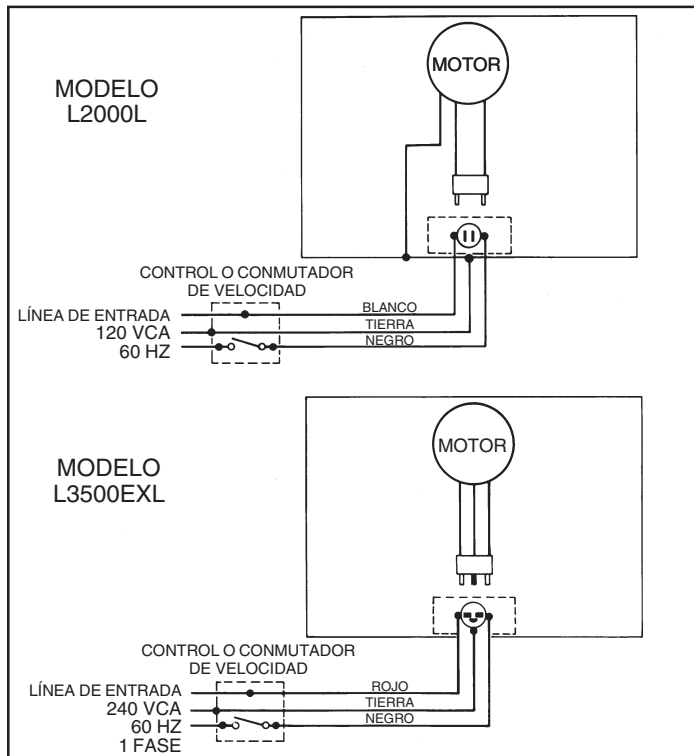 MODELO
L2000L
MOTOR
CONTROL O CONMUTADOR
DE VELOCIDAD
LÍNEA DE ENTRADA
120 VCA
60 HZ
BLANCO
TIERRA
NEGRO
MODELO
L3500EXL
MOTOR
CONTROL O CONMUTADOR
DE VELOCIDAD
LÍNEA DE ENTRADA
240 VCA
60 HZ
1 FASE
ROJO
TIERRA
NEGRO